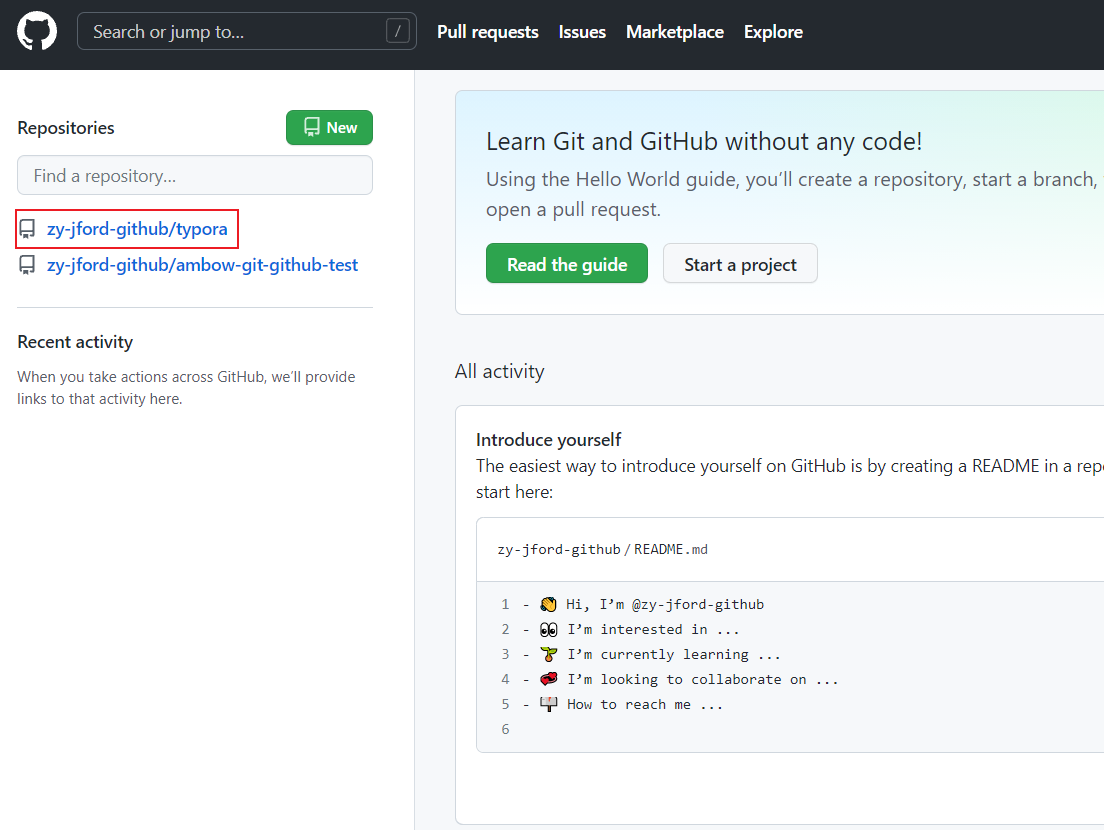 Search or jump to...
/
Pull requests
Issues
Marketplace
Explore
Repositories
New
Find a repository...
zy-jford-github/typora
zy-jford-github/ambow-git-github-test
Recent activity
When you take actions across GitHub, we’ll provide
links to that activity here.
Learn Git and GitHub without any code!
Using the Hello World guide, you’ll create a repository, start a branch,
open a pull request.
Read the guide
Start a project
All activity
Introduce yourself
The easiest way to introduce yourself on GitHub is by creating a README in a
start here:
zy-jford-github/README.md
1 - 👋 Hi, I’m @zy-jford-github
2 - 👀 I’m interested in ...
3 - 🌱 I’m currently learning ...
4 - 💞️ I’m looking to collaborate on ...
5 - 📫 How to reach me ...
6